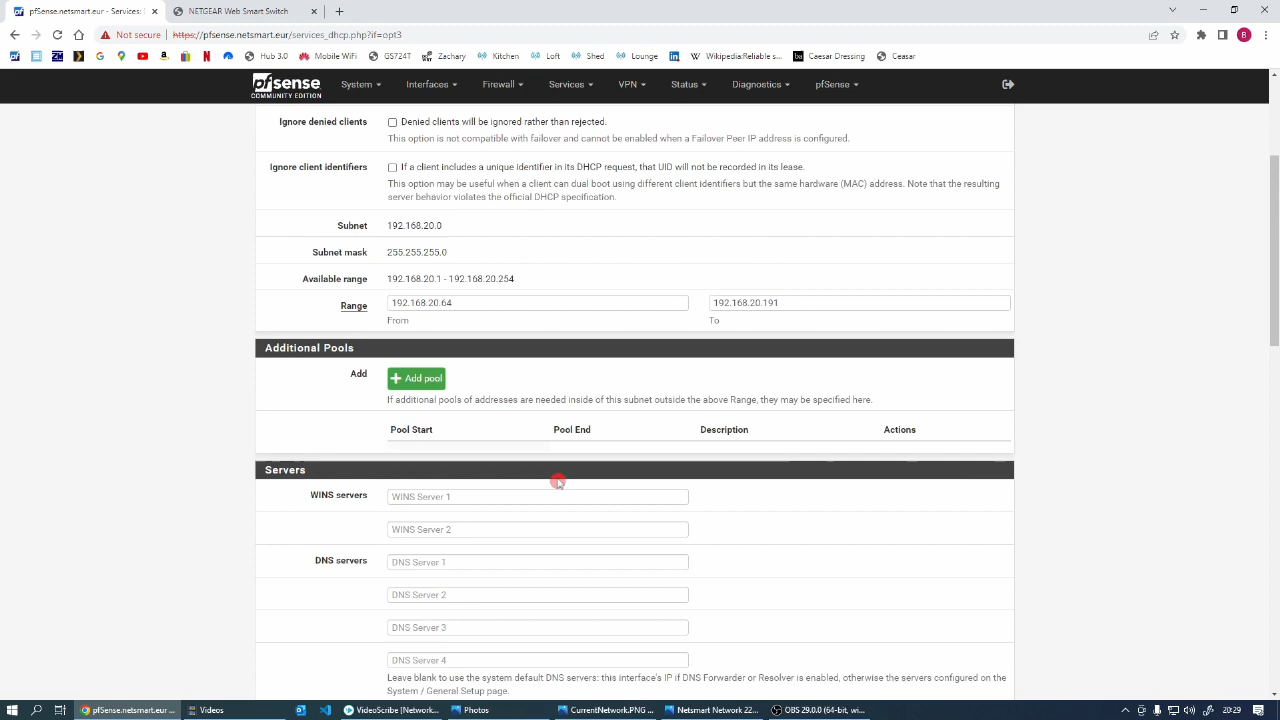 pfSense.netsmart.eur - Services
NETGEAR Web Smart Switch
Not secure
https://pfsense.netsmart.eur/services_dhcp.php?if=opt3
B
Hub 3.0
Mobile WiFi
GS724T
Zachary
Kitchen
Loft
Shed
Lounge
Wikipedia:Reliable s...
Caesar Dressing
Ceasar
pfsense
COMMUNITY EDITION
System
Interfaces
Firewall
Services
VPN
Status
Diagnostics
pfSense
Ignore denied clients
Denied clients will be ignored rather than rejected.
This option is not compatible with failover and cannot be enabled when a Failover Peer IP address is configured.
Ignore client identifiers
If a client includes a unique identifier in its DHCP request, that UID will not be recorded in its lease.
This option may be useful when a client can dual boot using different client identifiers but the same hardware (MAC) address. Note that the resulting
server behavior violates the official DHCP specification.
Subnet
192.168.20.0
Subnet mask
255.255.255.0
Available range
192.168.20.1 - 192.168.20.254
Range
192.168.20.64
192.168.20.191
From
To
Additional Pools
Add
Add pool
If additional pools of addresses are needed inside of this subnet outside the above Range, they may be specified here.
Pool Start
Pool End
Description
Actions
Servers
WINS servers
WINS Server 1
WINS Server 2
DNS servers
DNS Server 1
DNS Server 2
DNS Server 3
DNS Server 4
Leave blank to use the system default DNS servers: this interface's IP if DNS Forwarder or Resolver is enabled, otherwise the servers configured on the
System / General Setup page.
pfSense.netsmart.eur ...
Videos
VideoScribe [Network...
Photos
CurrentNetwork.PNG ...
Netsmart Network 22...
OBS 29.0.0 (64-bit, wi...
20:29